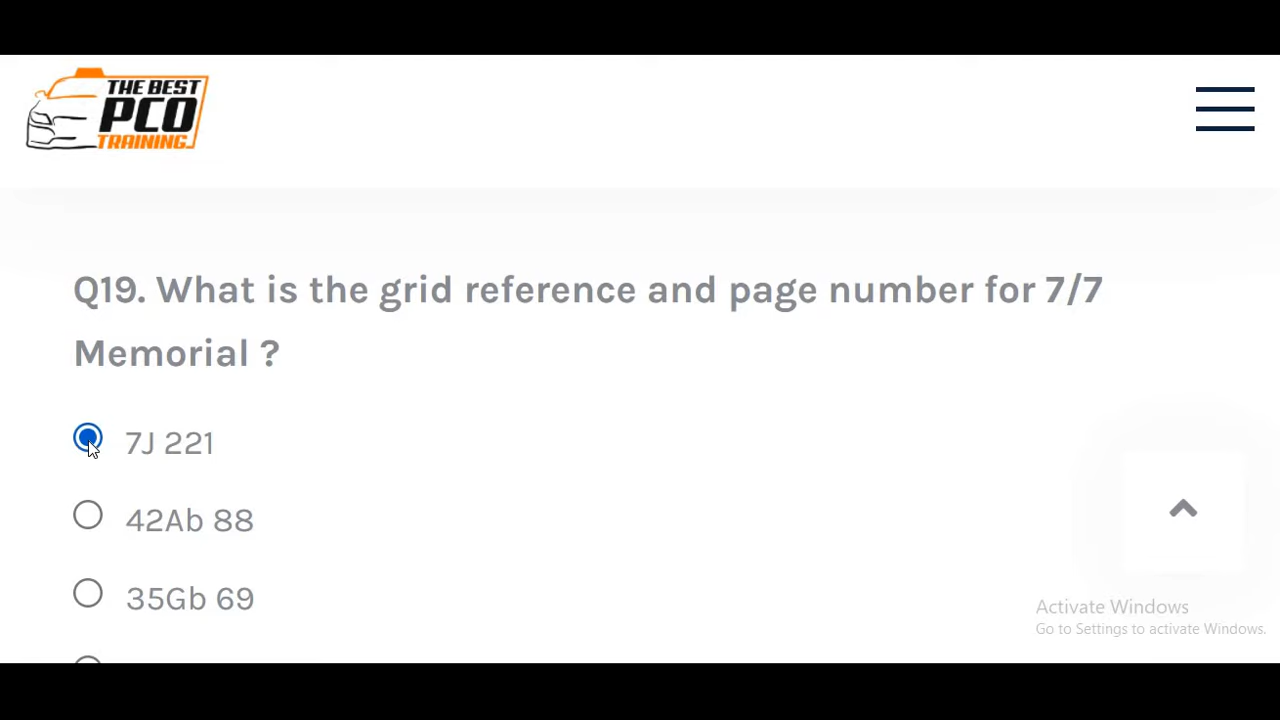 THE BEST
PCO
TRAINING
Q19. What is the grid reference and page number for 7/7
Memorial ?
7J 221
42Ab 88
35Gb 69
Activate Windows
Go to Settings to activate Windows.